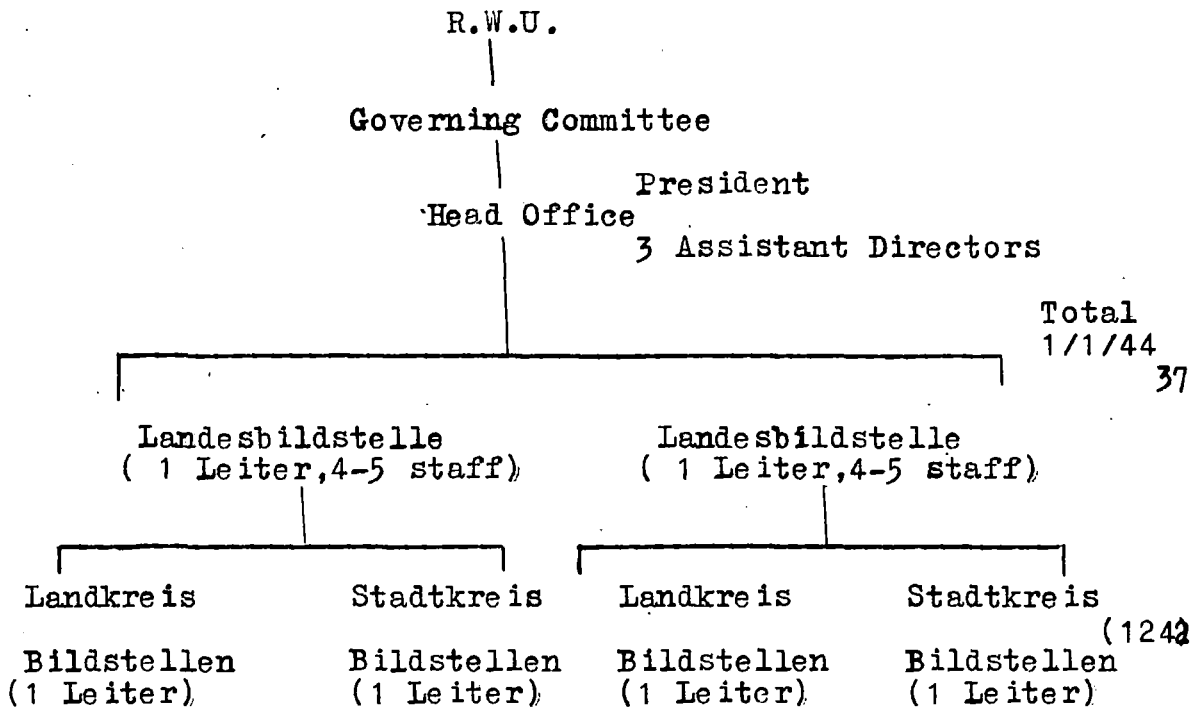 R.W.U.
Governing Committee
President
Head Office
3 Assistant Directors
Total
1/1/44
37
Landesbildstelle Landesbildstelle
( 1 Leiter,4-5 staff) ( 1 Leiter,4-5 staff)
Landkreis Stadtkreis Landkreis Stadtkreis
Bildstellen Bildstellen Bildstellen Bildstellen
(1 Leiter) (1 Leiter) (1 Leiter) (1 Leiter)